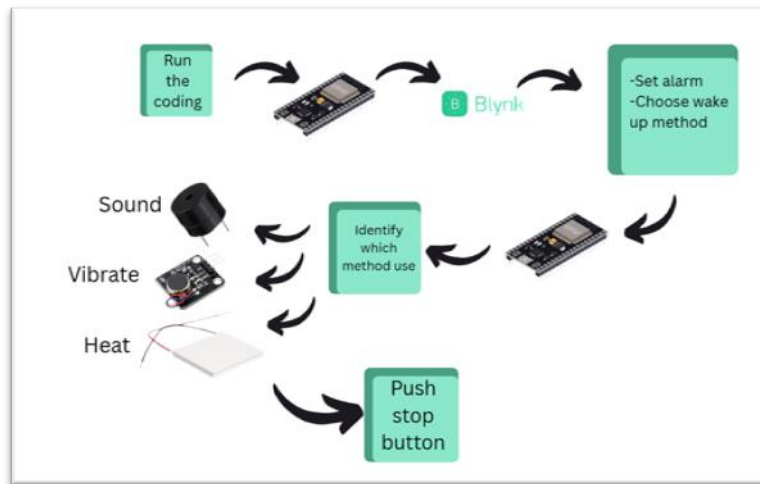 Run
the
coding
B Blynk
-Set alarm
-Choose wake
up method
Sound
Identify
which
method use
Vibrate
Heat
Push
stop
button